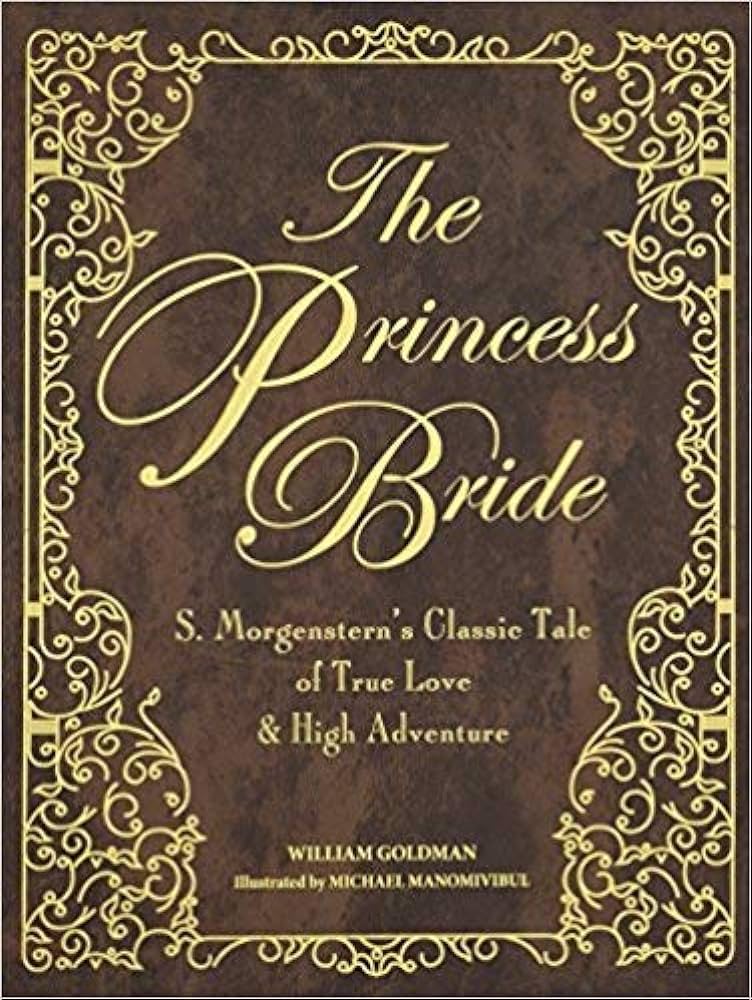 The
Princess
Bride
S. Morgenstern's Classic Tale
of True Love
& High Adventure
WILLIAM GOLDMAN
Illustrated by MICHAEL MANOMIVIBUL